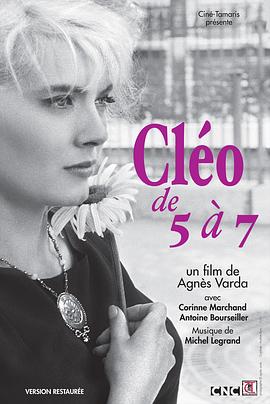 Ciné-Tamaris
présente
Cléo
de
5 à 7
un film de
Agnès Varda
avec
Corinne Marchand
Antoine Bourseiller
Musique de
Michel Legrand
VERSION RESTAURÉE
CNC